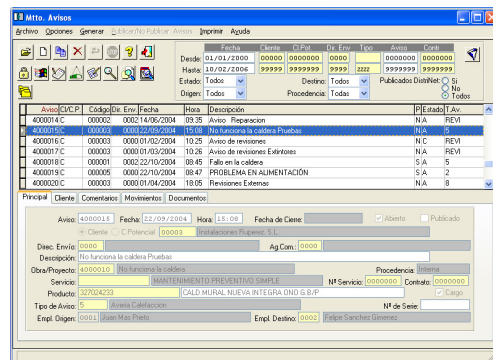 Mtto. Avisos
Archivo Opciones Generar Publicar/No Publicar Avisos Imprimir Ayuda
Fecha Cliente Cl.Pot. Dir. Env Tipo Aviso Contr
Desde: 01/01/2000 00000 00000 0000 00000 0000000
Hasta: 10/02/2006 99999 99999 9999 zzzz 9999999 9999999
Estado: Todos Destino: Todos Publicados DistriNet: Si
No
Origen: Todos Procedencia: Todas Todos
Aviso Cl/C.P. Código Dir. Env. Fecha Hora Descripción P Estado T.Av.
4000014 C 000002 0002 14/06/2004 09:35 Aviso Reparacion N A REVI
4000015 C 000003 0000 22/09/2004 15:08 No funciona la caldera Pruebas N A 5
4000016 C 000003 0000 01/02/2004 10:25 Aviso de revisiones N C REVI
4000017 C 000003 0000 01/03/2004 10:26 Aviso de revisiones Extintores N A REVI
4000018 C 000001 0002 22/10/2004 08:45 Fallo en la caldera S A 5
4000019 C 000006 0000 22/10/2004 08:47 PROBLEMA EN ALIMENTACIÓN S A 2
4000020 C 000003 0000 01/04/2004 18:05 Revisiones Externas N A 8
Principal Cliente Comentarios Movimientos Documentos
Aviso: 4000015 Fecha: 22/09/2004 Hora: 15:08 Fecha de Cierre: Abierto Publicado
Cliente C.Potencial 00003 Instalaciones Ruperez. S.L.
Direc. Envío: 0000 Ag.Com.: 0000
Descripción: No funciona la caldera Pruebas
Obra/Proyecto: 4000010 No funciona la caldera Procedencia: Interna
Servicio: MANTENIMIENTO PREVENTIVO SIMPLE Nº Servicio: 0000000 Contrato: 0000000
Producto: 327024233 CALD MURAL NUEVA INTEGRA ONO G.B/P Cargo
Tipo de Aviso: 5 Averia Calefaccion Nº de Serie:
Empl. Origen: 0001 Juan Mas Prieto Empl. Destino: 0002 Felipe Sanchez Gimenez